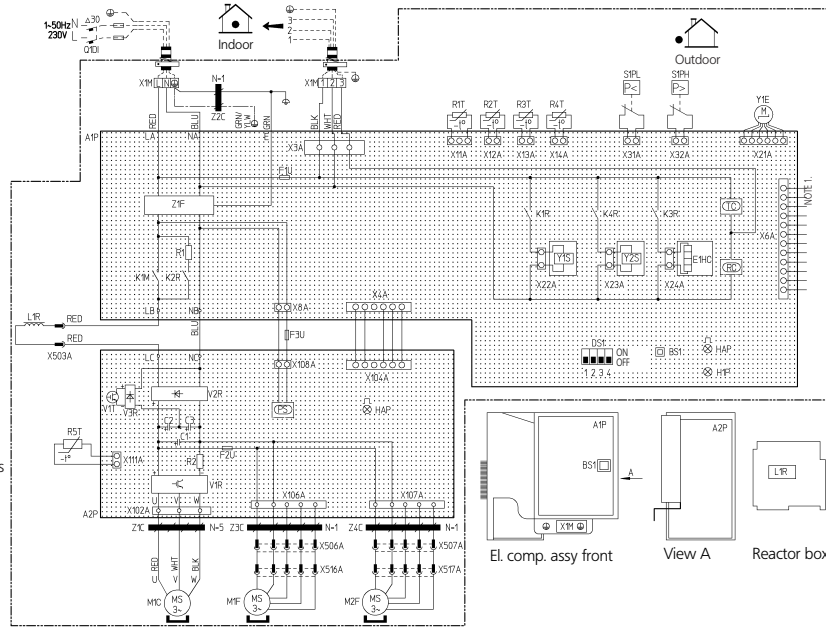 1~50Hz N △30
230V L
Q1DI
Indoor
3
2
1
Outdoor
X1M L N
N=1
Z2C
X1M 1 2 3
S1PL
P<
S1PH
P>
Y1E
M
R1T R2T R3T R4T
X11A X12A X13A X14A
X31A X32A X21A
RED BLU GRN/YLW GRN BLK WHT RED
A1P LA NA E
X3A
F1U
Z1F
NOTE 1.
K1R K4R K3R
TC
X6A
R1
K1M K2R
Y1S Y2S E1HC
RC
X22A X23A X24A
LB NB
X8A X4A
L1R RED
RED
X503A
BLU
F3U
DS1
ON
OFF
1 2 3 4
BS1
HAP
H1P
LC NC
X108A X104A
V2R
V1T V3R
PS
HAP
C2 C3
C1
R5T
X111A
F2U
R2
V1R
U V W
X102A X106A X107A
A2P
Z1C N=5 Z3C N=1 Z4C N=1
X506A X507A
X516A X517A
RED WHT BLK
U V W
M1C MS 3~ M1F MS 3~ M2F MS 3~
A1P
BS1
X1M
El. comp. assy front
A
A2P
View A
L1R
Reactor box
s